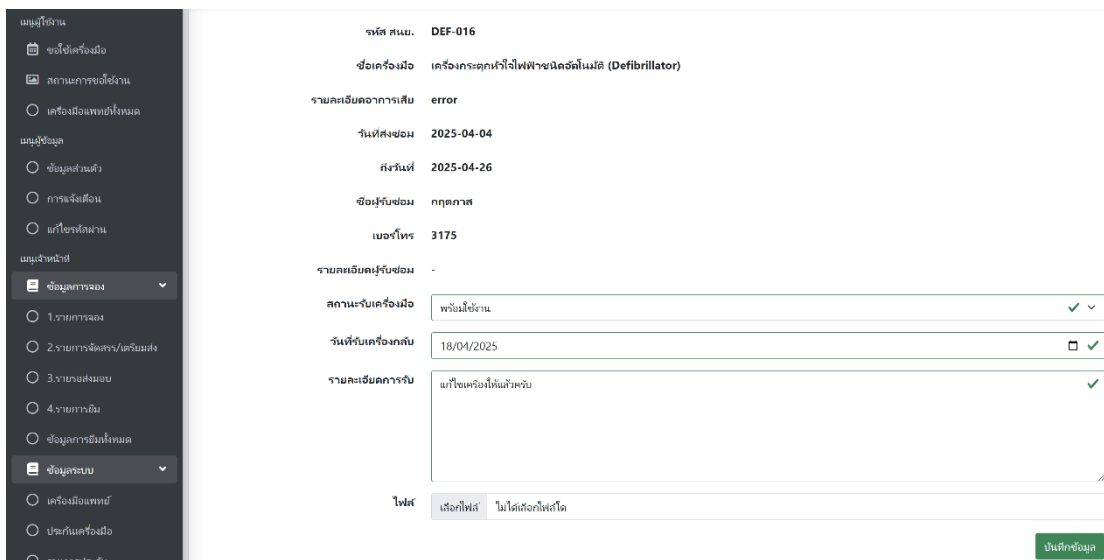 เมนูผู้ใช้งาน
ขอใช้เครื่องมือ
สถานะการขอใช้งาน
เครื่องมือแพทย์ทั้งหมด
เมนูผู้ข้อมูล
ข้อมูลส่วนตัว
การแจ้งเตือน
แก้ไขรหัสผ่าน
เมนูเจ้าหน้าที่
ข้อมูลการจอง
1.รายการจอง
2.รายการจัดสรร/เตรียมส่ง
3.รายรอส่งมอบ
4.รายการยืม
ข้อมูลการยืมทั้งหมด
ข้อมูลระบบ
เครื่องมือแพทย์
ประกันเครื่องมือ
รหัส สนย. DEF-016
ชื่อเครื่องมือ เครื่องกระตุกหัวใจไฟฟ้าชนิดอัตโนมัติ (Defibrillator)
รายละเอียดอาการเสีย error
วันที่ส่งซ่อม 2025-04-04
ถึงวันที่ 2025-04-26
ชื่อผู้รับซ่อม กฤตภาส
เบอร์โทร 3175
รายละเอียดผู้รับซ่อม -
สถานะรับเครื่องมือ พร้อมใช้งาน
วันที่รับเครื่องกลับ 18/04/2025
รายละเอียดการรับ แก้ไขเครื่องให้แล้วครับ
ไฟล์ เลือกไฟล์ ไม่ได้เลือกไฟล์ใด
บันทึกข้อมูล